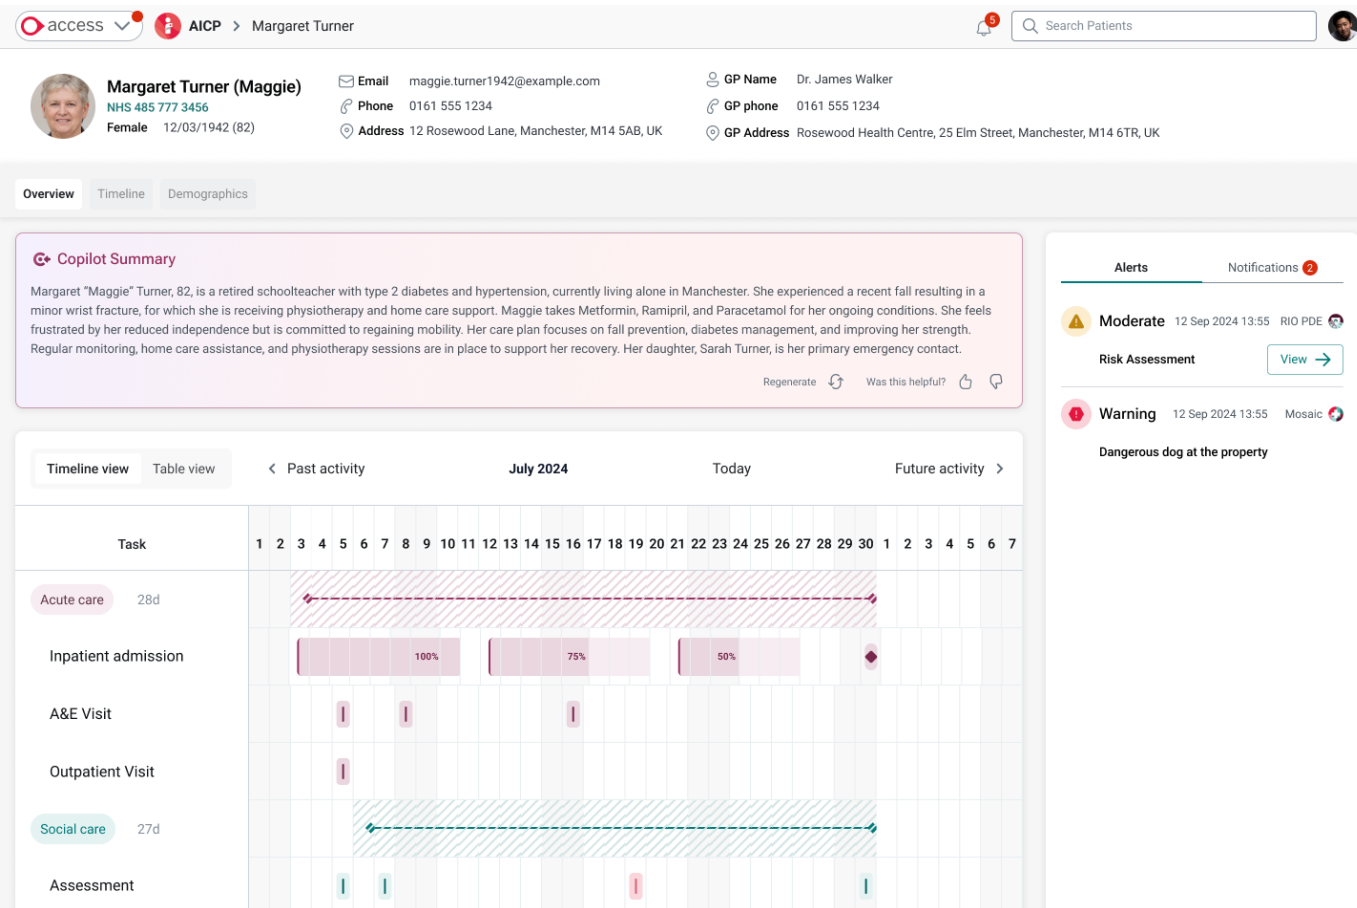 access AICP > Margaret Turner 5 Search Patients
Margaret Turner (Maggie)
NHS 485 777 3456
Female 12/03/1942 (82)
Email maggie.turner1942@example.com
Phone 0161 555 1234
Address 12 Rosewood Lane, Manchester, M14 5AB, UK
GP Name Dr. James Walker
GP phone 0161 555 1234
GP Address Rosewood Health Centre, 25 Elm Street, Manchester, M14 6TR, UK
Overview Timeline Demographics
Copilot Summary
Margaret “Maggie” Turner, 82, is a retired schoolteacher with type 2 diabetes and hypertension, currently living alone in Manchester. She experienced a recent fall resulting in a
minor wrist fracture, for which she is receiving physiotherapy and home care support. Maggie takes Metformin, Ramipril, and Paracetamol for her ongoing conditions. She feels
frustrated by her reduced independence but is committed to regaining mobility. Her care plan focuses on fall prevention, diabetes management, and improving her strength.
Regular monitoring, home care assistance, and physiotherapy sessions are in place to support her recovery. Her daughter, Sarah Turner, is her primary emergency contact.
Regenerate Was this helpful?
Alerts Notifications 2
Moderate 12 Sep 2024 13:55 RIO PDE
Risk Assessment View
Warning 12 Sep 2024 13:55 Mosaic
Dangerous dog at the property
Timeline view Table view Past activity July 2024 Today Future activity
Task 1 2 3 4 5 6 7 8 9 10 11 12 13 14 15 16 17 18 19 20 21 22 23 24 25 26 27 28 29 30 1 2 3 4 5 6 7
Acute care 28d
Inpatient admission 100% 75% 50%
A&E Visit
Outpatient Visit
Social care 27d
Assessment